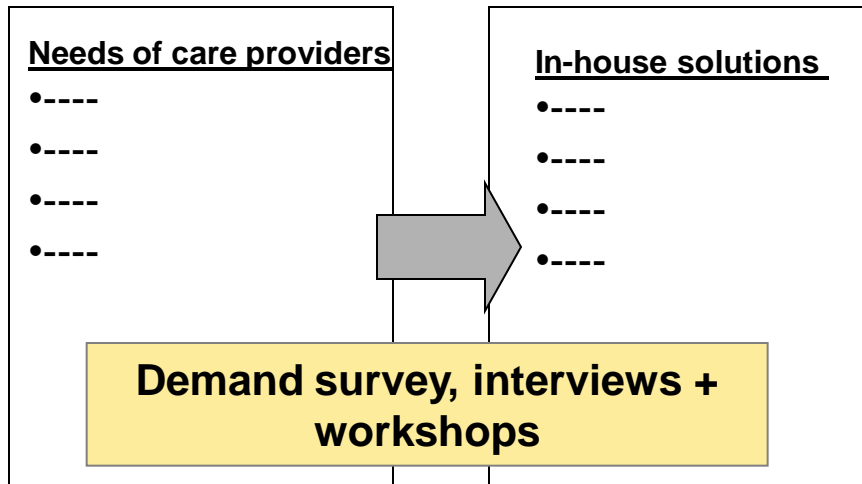 Needs of care providers
•----
•----
•----
•----
In-house solutions
•----
•----
•----
•----
Demand survey, interviews +
workshops